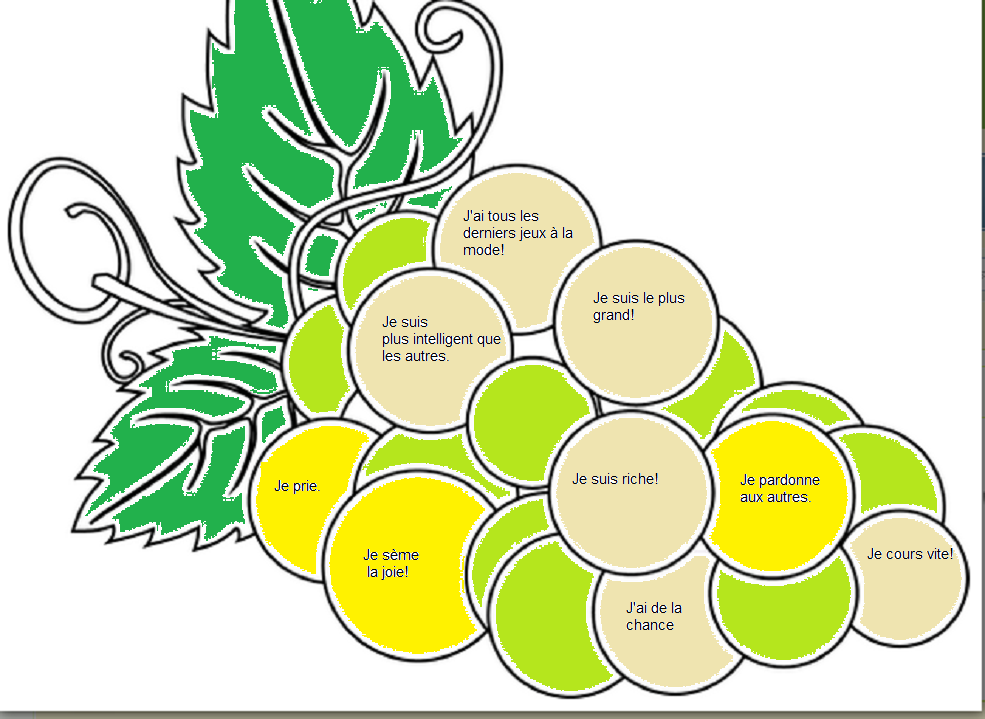 J'ai tous les
derniers jeux à la
mode!
Je suis le plus
grand!
Je suis
plus intelligent que
les autres.
Je prie.
Je suis riche!
Je pardonne
aux autres.
Je sème
la joie!
Je cours vite!
J'ai de la
chance